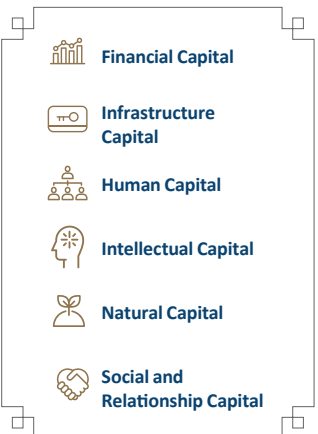 Financial Capital
Infrastructure
Capital
Human Capital
Intellectual Capital
Natural Capital
Social and
Relationship Capital